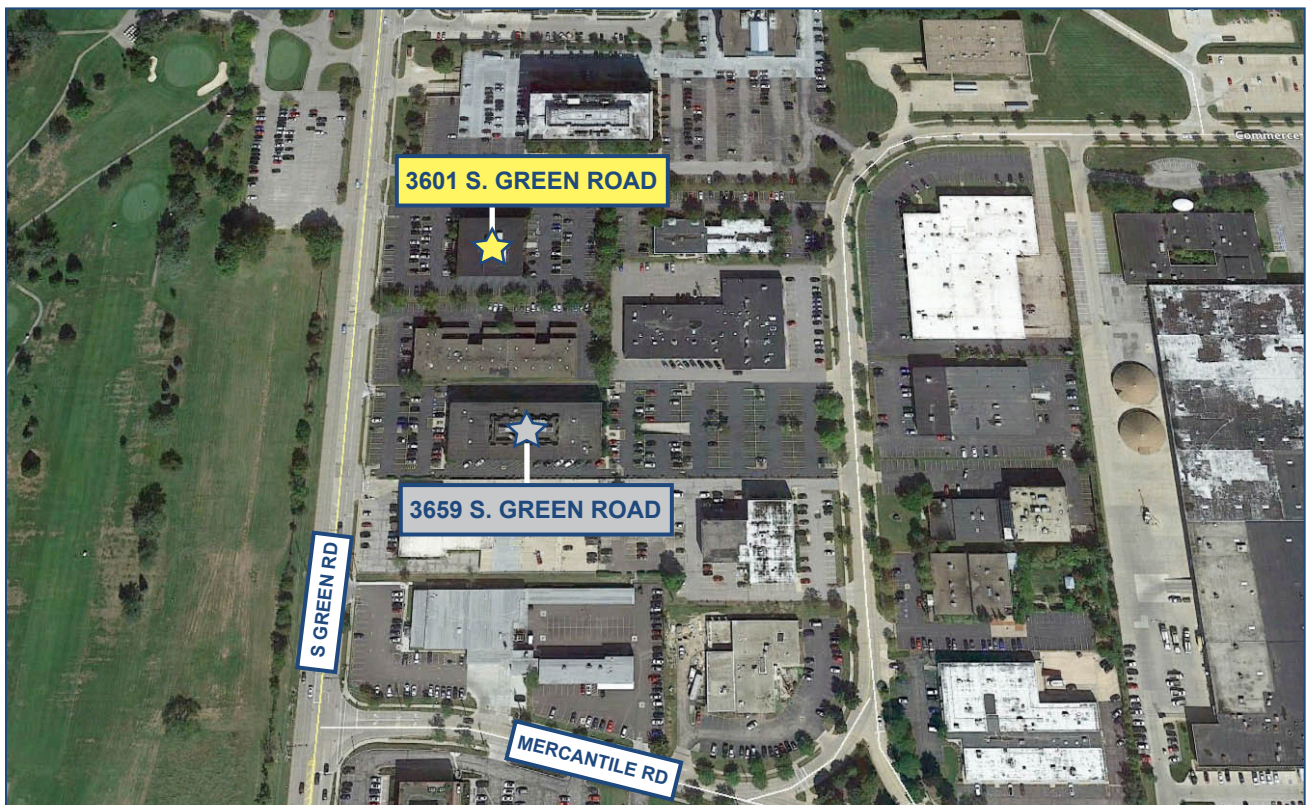 Commerce
3601 S. GREEN ROAD
3659 S. GREEN ROAD
S GREEN RD
MERCANTILE RD